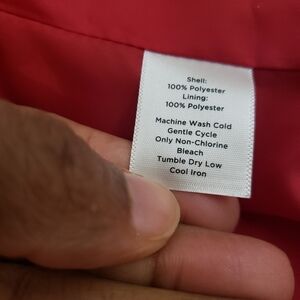 Shell:
100% Polyester
Lining:
100% Polyester
Machine Wash Cold
Gentle Cycle
Only Non-Chlorine
Bleach
Tumble Dry Low
Cool Iron